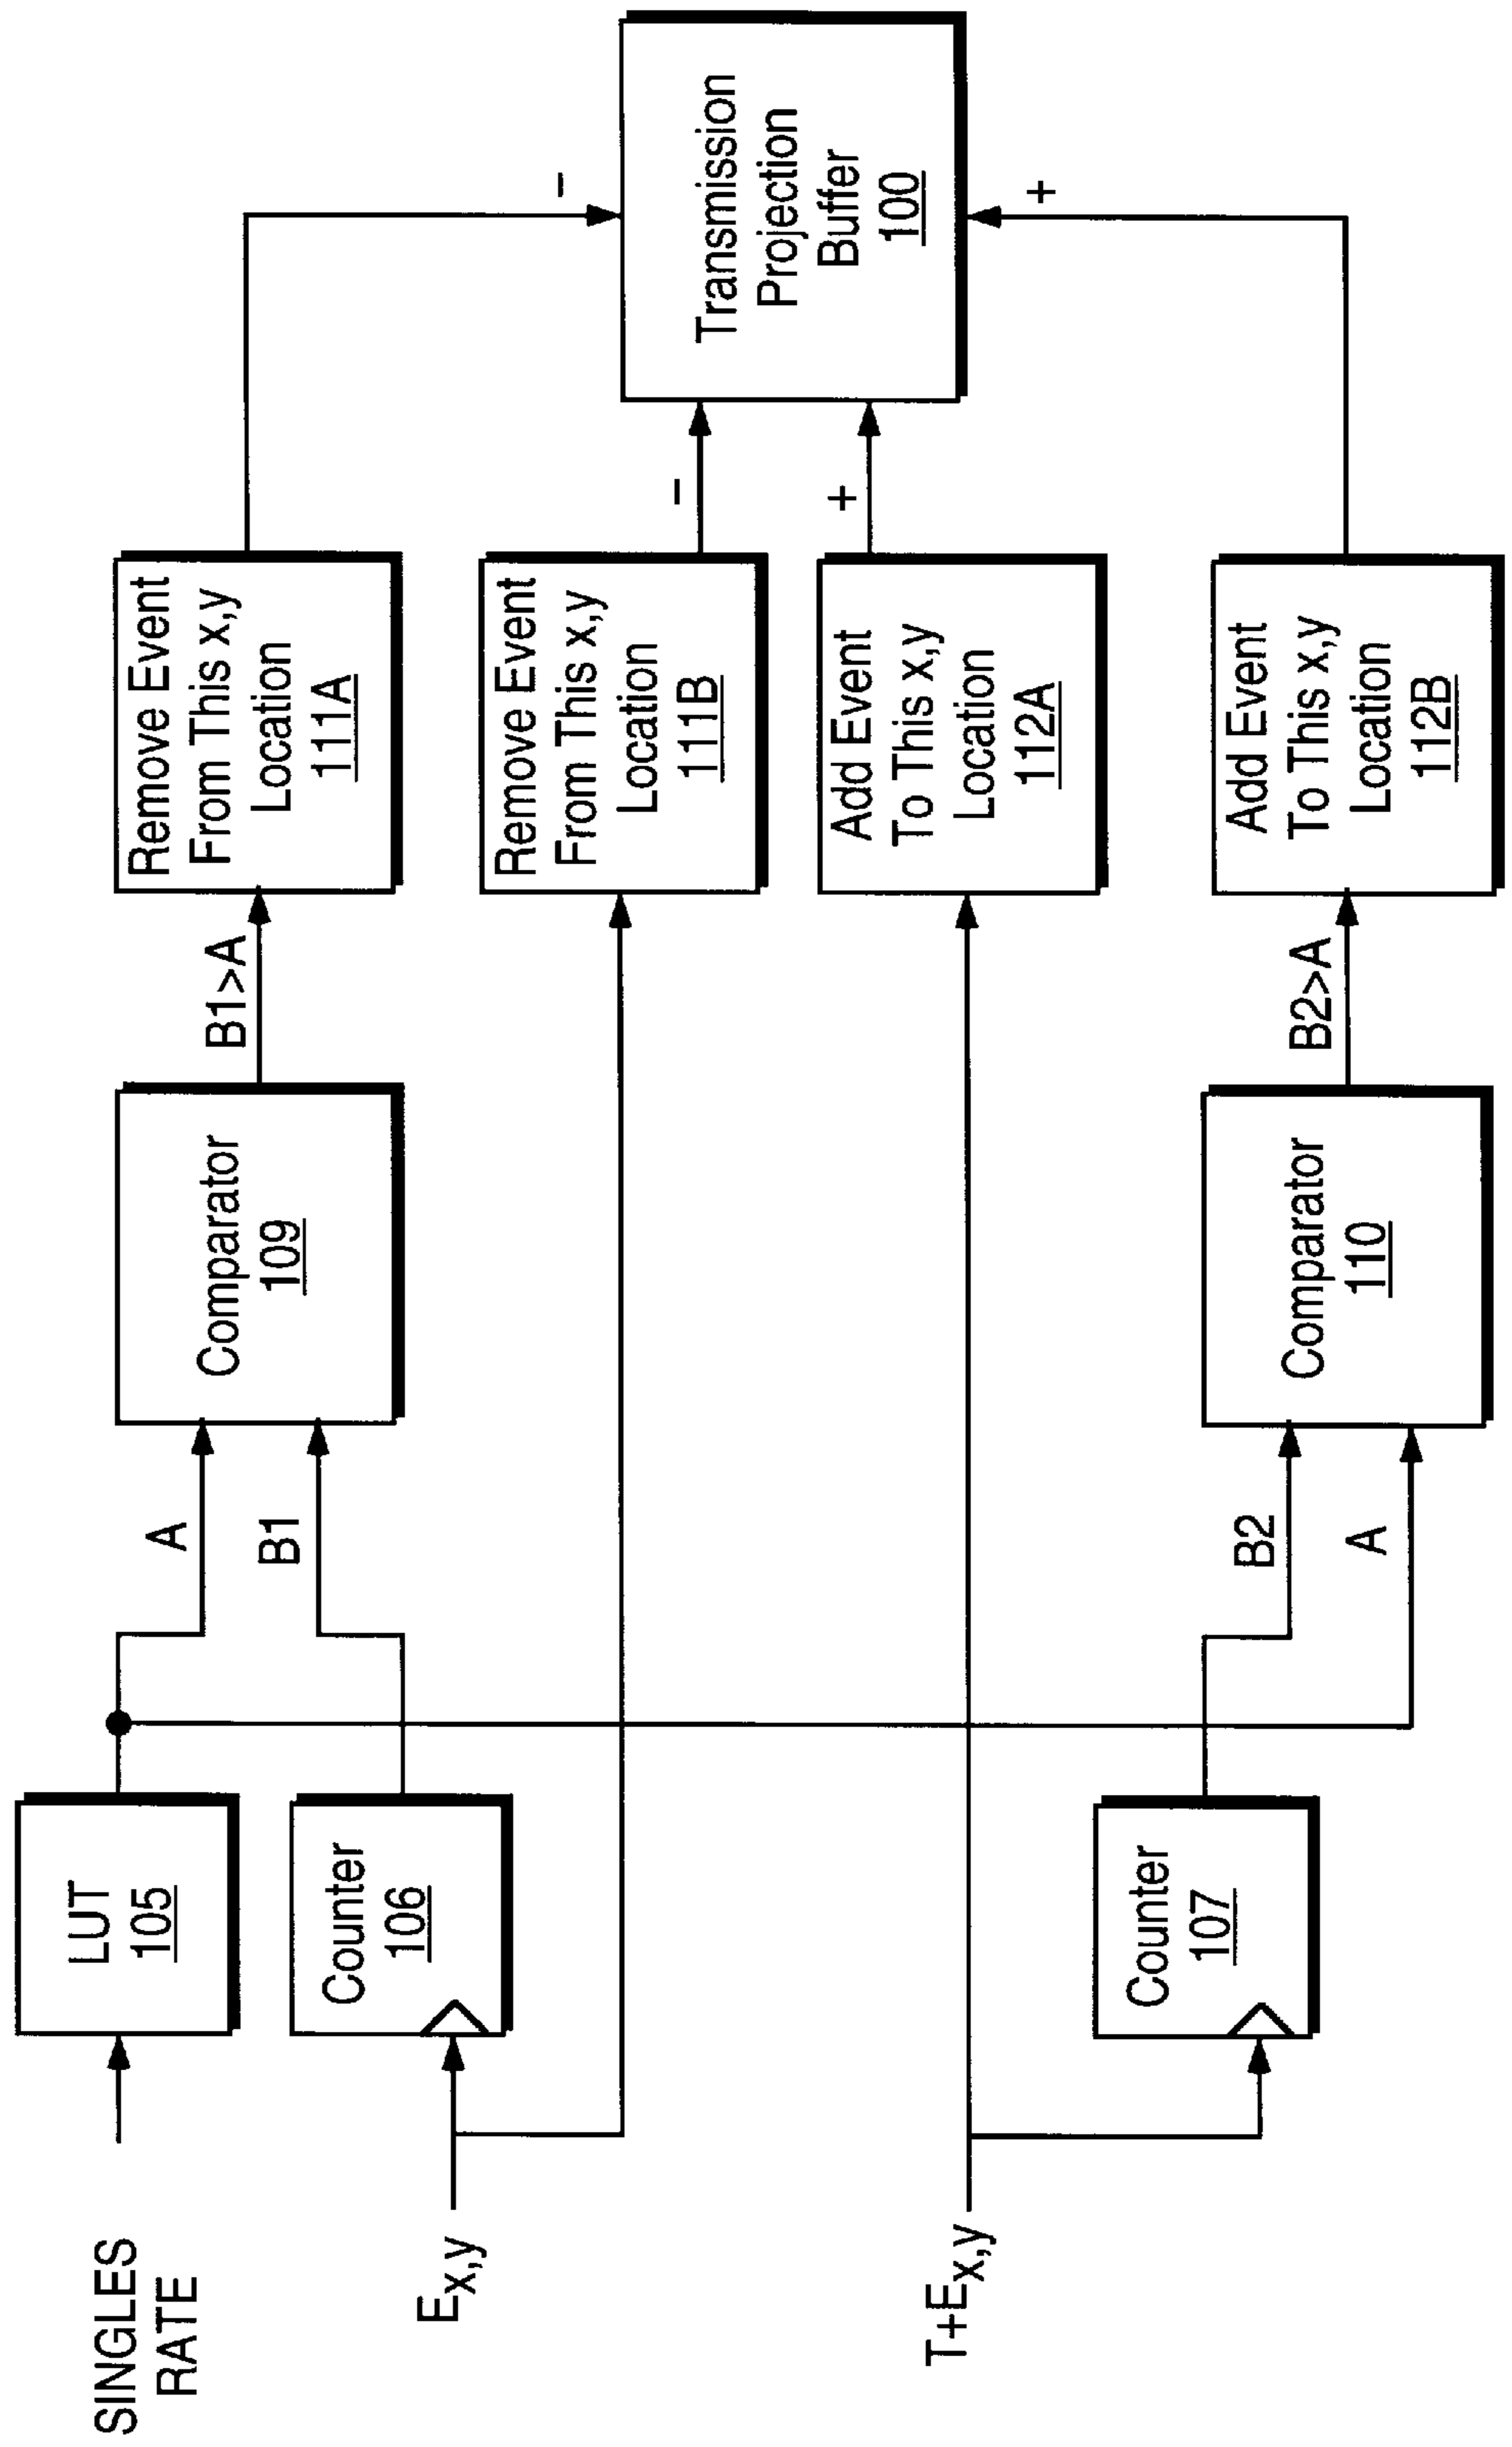 SINGLES
RATE
LUT
105
Counter
106
E x,y
T+E x,y
Counter
107
A
B1
B2
A
Comparator
109
Comparator
110
B1>A
B2>A
Remove Event
From This x,y
Location
111A
Remove Event
From This x,y
Location
111B
Add Event
To This x,y
Location
112A
Add Event
To This x,y
Location
112B
−
−
+
+
Transmission
Projection
Buffer
100